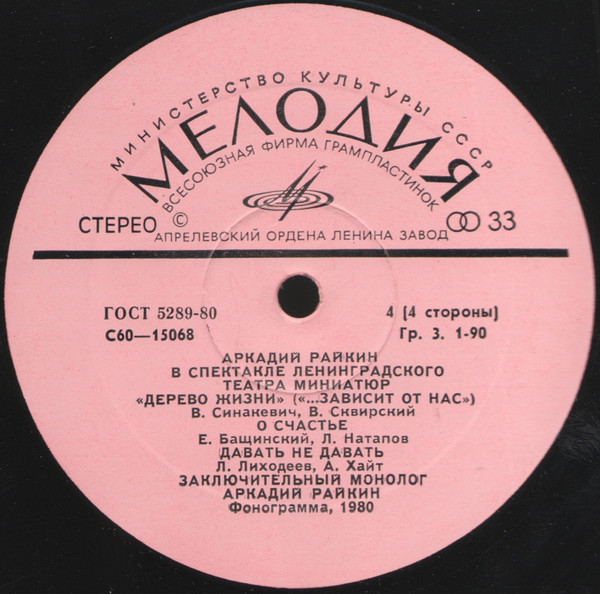 МИНИСТЕРСТВО КУЛЬТУРЫ СССР
МЕЛОДИЯ
ВСЕСОЮЗНАЯ ФИРМА ГРАМПЛАСТИНОК
СТЕРЕО © 33
АПРЕЛЕВСКИЙ ОРДЕНА ЛЕНИНА ЗАВОД
ГОСТ 5289-80 4 (4 стороны)
С60—15068 Гр. 3. 1-90
АРКАДИЙ РАЙКИН
В СПЕКТАКЛЕ ЛЕНИНГРАДСКОГО
ТЕАТРА МИНИАТЮР
«ДЕРЕВО ЖИЗНИ» («...ЗАВИСИТ ОТ НАС»)
В. Синакевич, В. Сквирский
О СЧАСТЬЕ
Е. Бащинский, Л. Натапов
ДАВАТЬ НЕ ДАВАТЬ
Л. Лиходеев, А. Хайт
ЗАКЛЮЧИТЕЛЬНЫЙ МОНОЛОГ
АРКАДИЙ РАЙКИН
Фонограмма, 1980